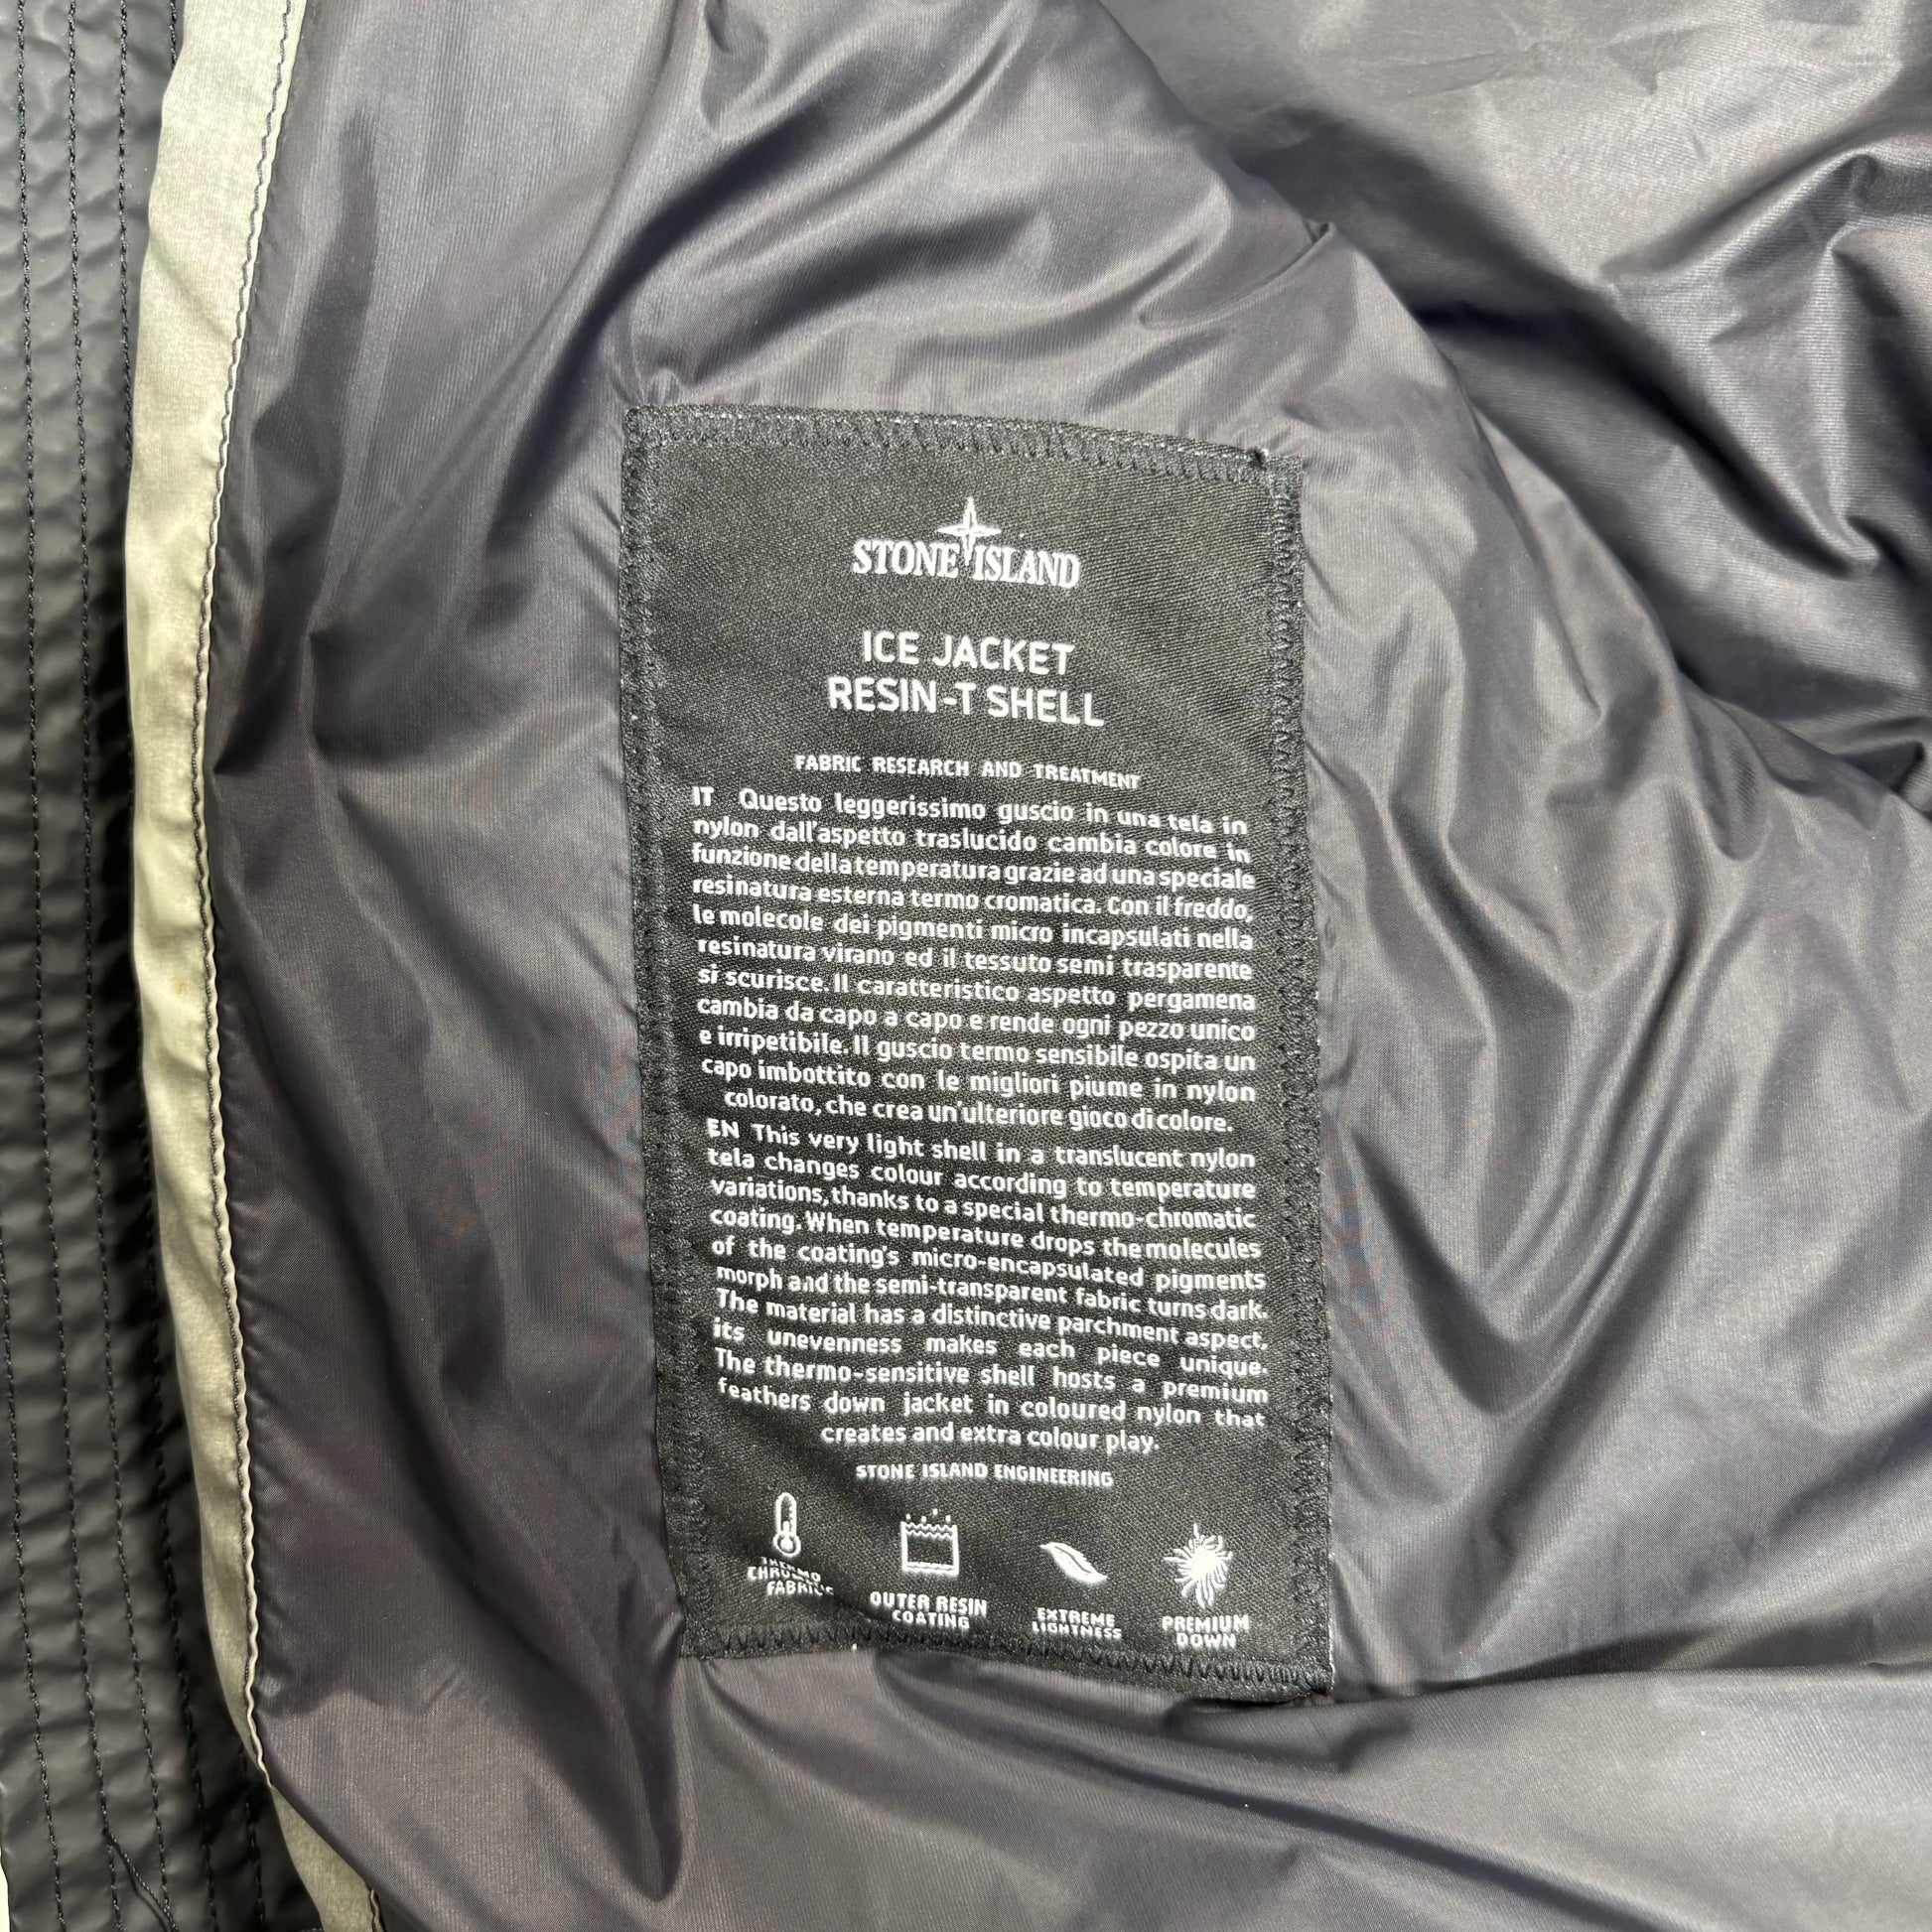 STONE ISLAND
ICE JACKET
RESIN-T SHELL
FABRIC RESEARCH AND TREATMENT
IT Questo leggerissimo guscio in una tela in
nylon dall'aspetto traslucido cambia colore in
funzione della temperatura grazie ad una speciale
resinatura esterna termo cromatica. Con il freddo,
le molecole dei pigmenti micro incapsulati nella
resinatura virano ed il tessuto semi trasparente
si scurisce. Il caratteristico aspetto pergamena
cambia da capo a capo e rende ogni pezzo unico
e irripetibile. Il guscio termo sensibile ospita un
capo imbottito con le migliori piume in nylon
colorato, che crea un'ulteriore gioco di colore.
EN This very light shell in a translucent nylon
tela changes colour according to temperature
variations, thanks to a special thermo-chromatic
coating. When temperature drops the molecules
of the coating's micro-encapsulated pigments
morph and the semi-transparent fabric turns dark.
The material has a distinctive parchment aspect,
its unevenness makes each piece unique.
The thermo-sensitive shell hosts a premium
feathers down jacket in coloured nylon that
creates and extra colour play.
STONE ISLAND ENGINEERING
CHROMO
FABRICS
OUTER RESIN
COATING
EXTREME
LIGHTNESS
PREMIUM
DOWN